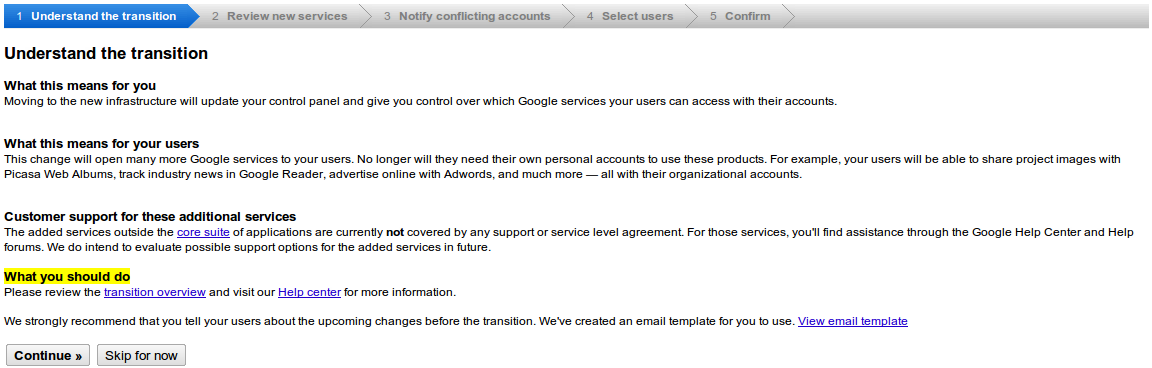 1 Understand the transition 2 Review new services 3 Notify conflicting accounts 4 Select users 5 Confirm
Understand the transition
What this means for you
Moving to the new infrastructure will update your control panel and give you control over which Google services your users can access with their accounts.
What this means for your users
This change will open many more Google services to your users. No longer will they need their own personal accounts to use these products. For example, your users will be able to share project images with
Picasa Web Albums, track industry news in Google Reader, advertise online with Adwords, and much more — all with their organizational accounts.
Customer support for these additional services
The added services outside the core suite of applications are currently not covered by any support or service level agreement. For those services, you'll find assistance through the Google Help Center and Help
forums. We do intend to evaluate possible support options for the added services in future.
What you should do
Please review the transition overview and visit our Help center for more information.
We strongly recommend that you tell your users about the upcoming changes before the transition. We've created an email template for you to use. View email template
Continue » Skip for now